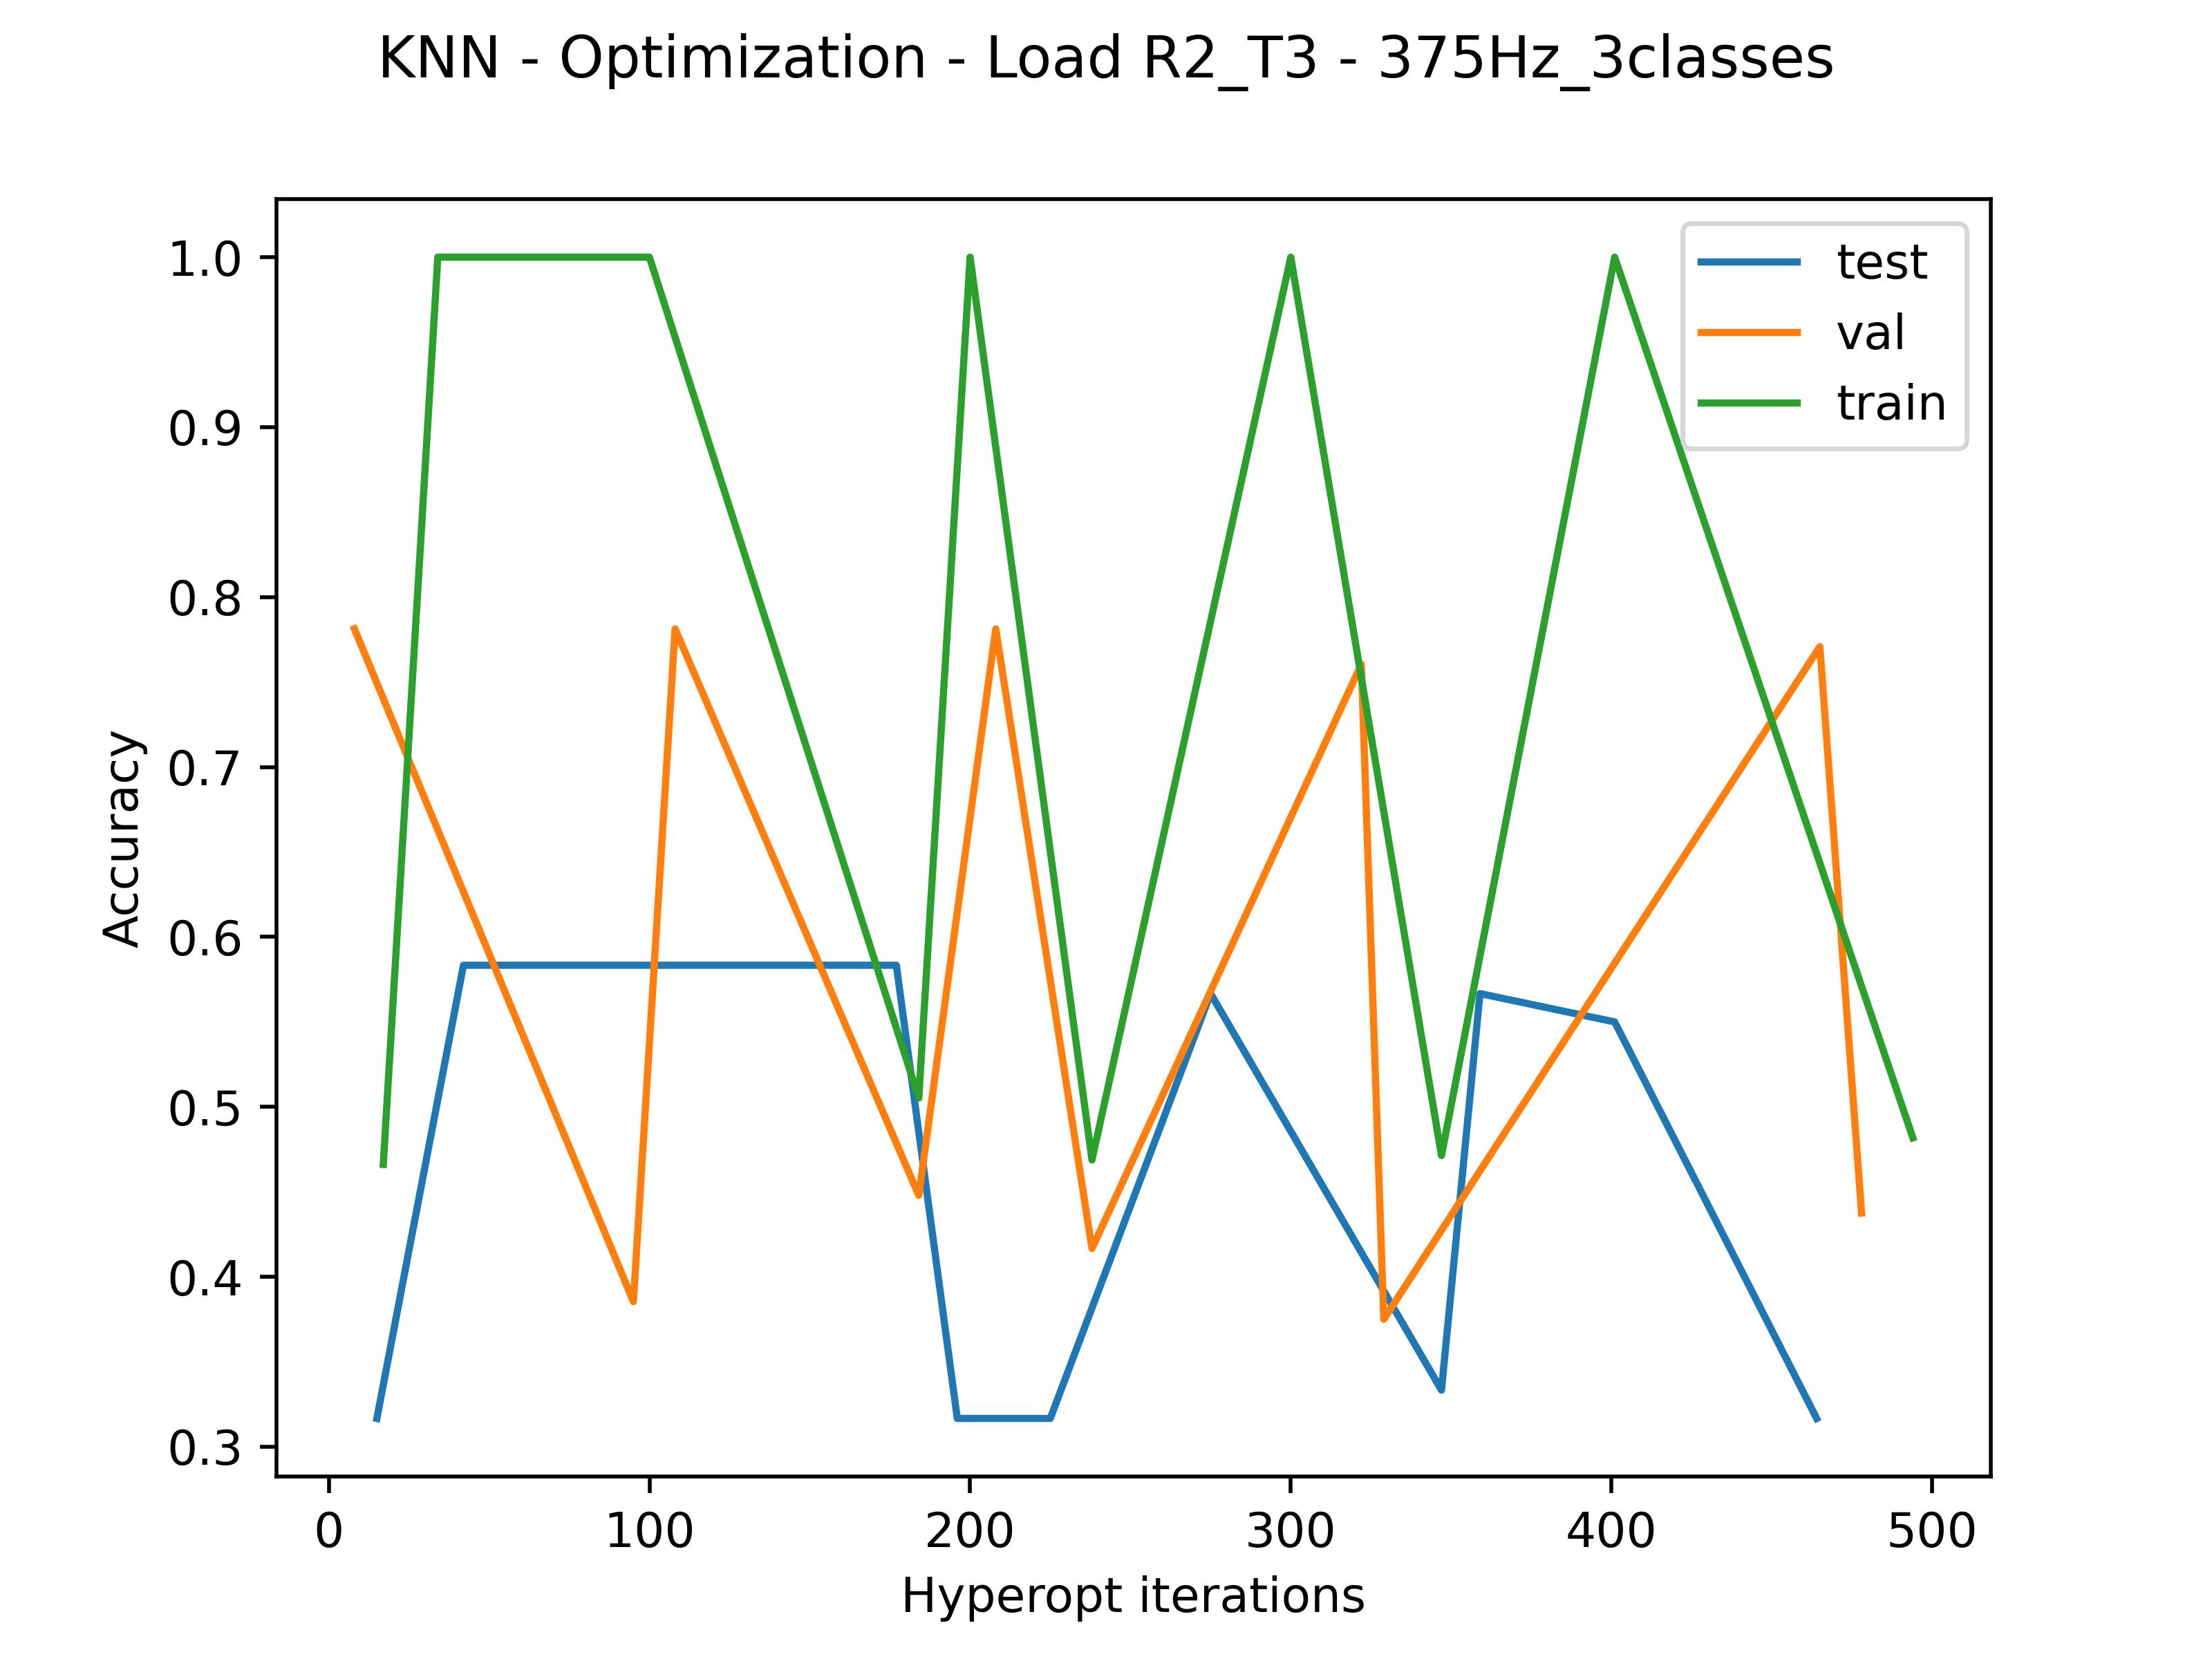 KNN - Optimization - Load R2_T3 - 375Hz_3classes
test
val
train
1.0
0.9
0.8
0.7
0.6
0.5
0.4
0.3
Accuracy
0 100 200 300 400 500
Hyperopt iterations